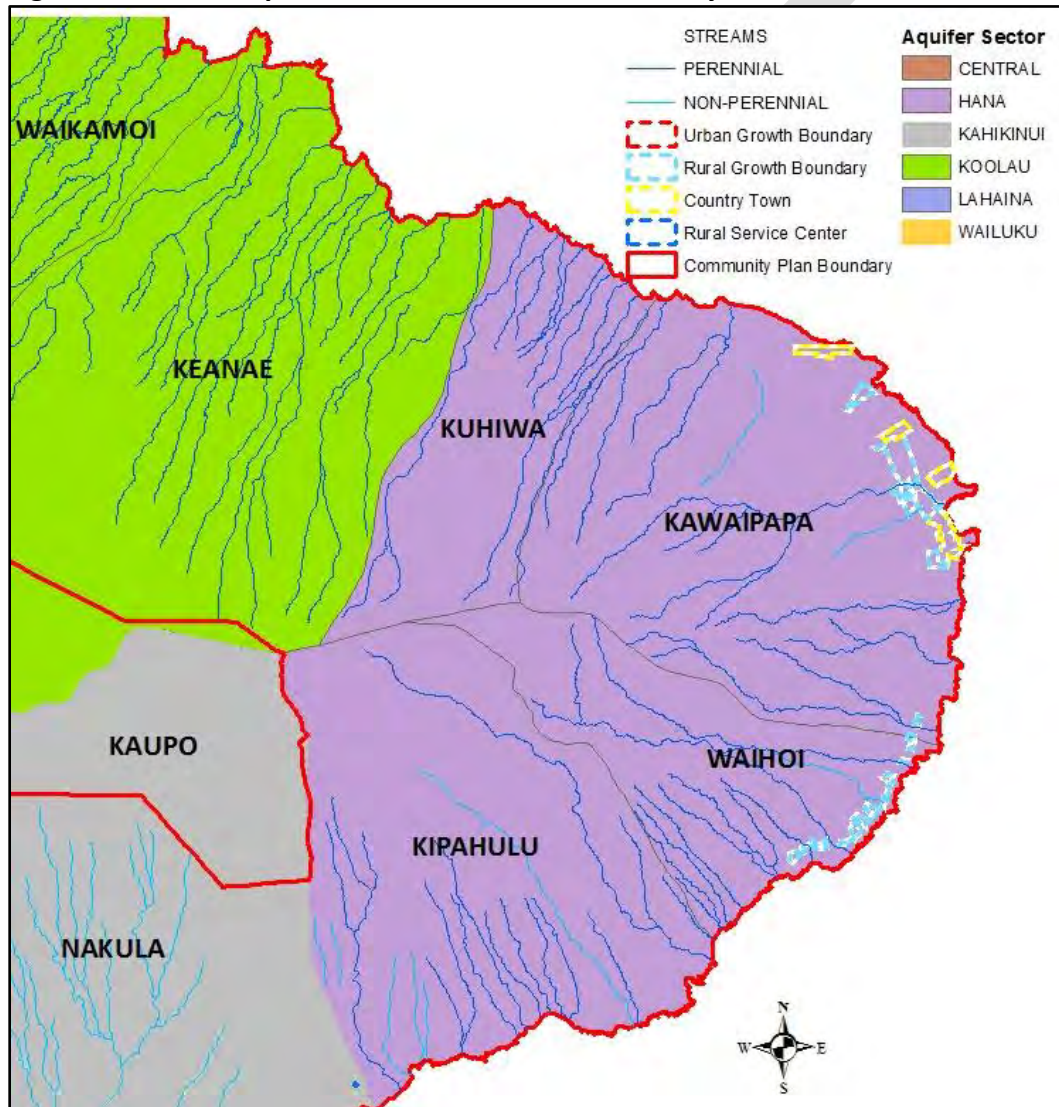 STREAMS
PERENNIAL
NON-PERENNIAL
Urban Growth Boundary
Rural Growth Boundary
Country Town
Rural Service Center
Community Plan Boundary
Aquifer Sector
CENTRAL
HANA
KAHIKINUI
KOOLAU
LAHAINA
WAILUKU
WAIKAMOI
KEANAE
KUHIWA
KAWAIPAPA
KAUPO
WAIHOI
KIPAHULU
NAKULA
N
W
E
S